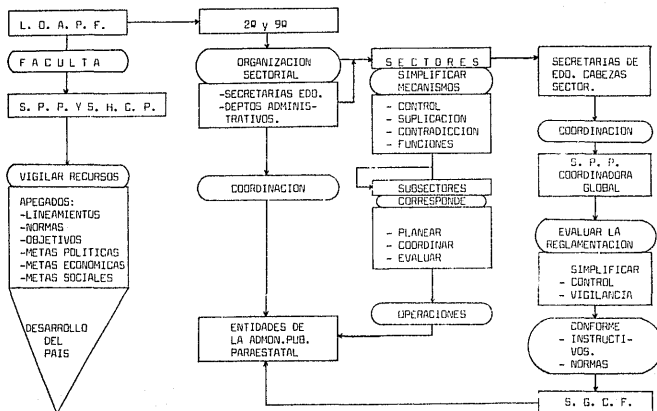 L. O. A. P. F.
F A C U L T A
S. P. P. Y S. H. C. P.
VIGILAR RECURSOS
APEGADOS:
-LINEAMIENTOS
-NORMAS
-OBJETIVOS
-METAS POLITICAS
-METAS ECONOMICAS
-METAS SOCIALES
DESARROLLO
DEL
PAIS
2º y 9º
ORGANIZACION
SECTORIAL
-SECRETARIAS EDO.
-DEPTOS ADMINIS-
TRATIVOS.
COORDINACION
ENTIDADES DE
LA ADMON.PUB.
PARAESTATAL
S E C T O R E S
SIMPLIFICAR
MECANISMOS
- CONTROL
- SUPLICACION
- CONTRADICCION
- FUNCIONES
SUBSECTORES
CORRESPONDE
- PLANEAR
- COORDINAR
- EVALUAR
OPERACIONES
SECRETARIAS DE
EDO. CABEZAS
SECTOR.
COORDINACION
S. P. P.
COORDINADORA
GLOBAL
EVALUAR LA
REGLAMENTACION
SIMPLIFICAR
- CONTROL
- VIGILANCIA
CONFORME
- INSTRUCTI-
VOS.
- NORMAS
S. G. C. F.